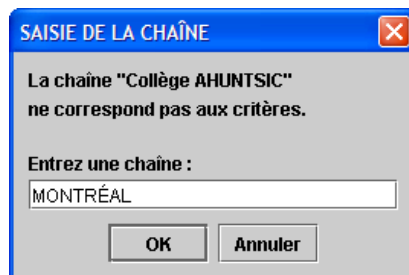 SAISIE DE LA CHAÎNE
La chaîne "Collège AHUNTSIC"
ne correspond pas aux critères.
Entrez une chaîne :
MONTRÉAL
OK Annuler